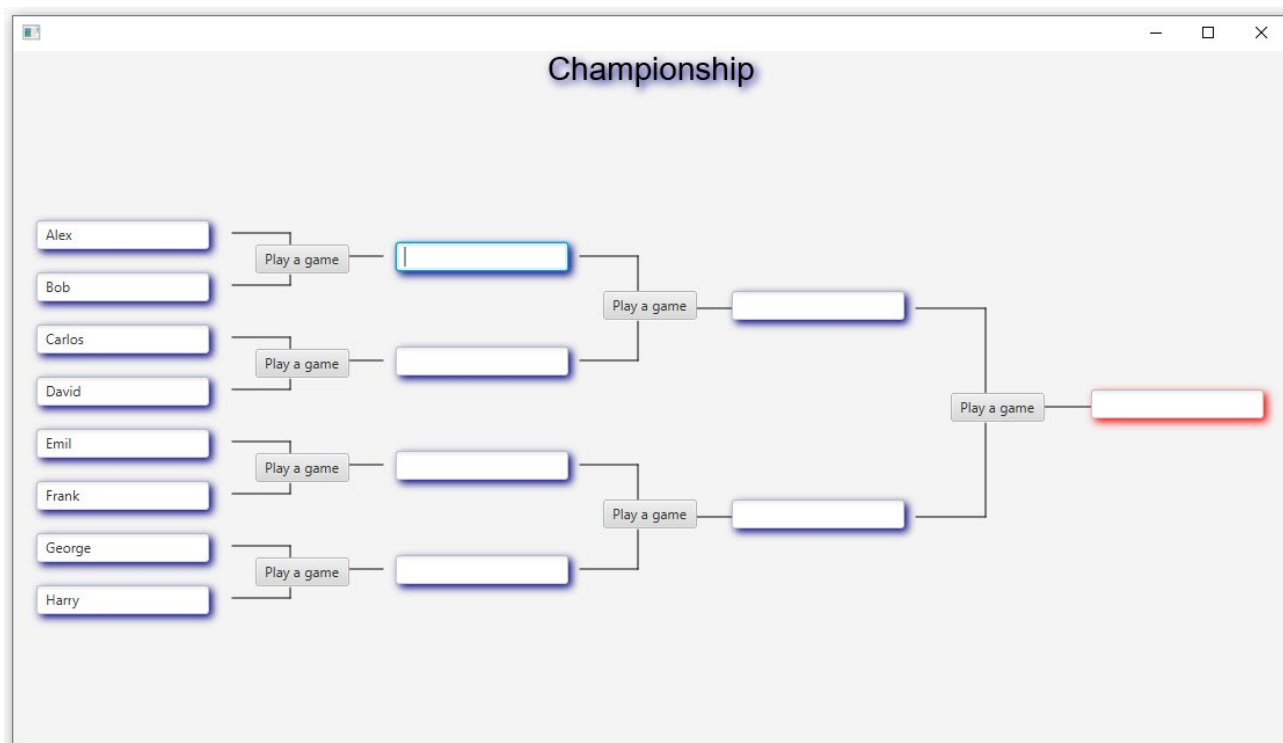 Championship
Alex
Play a game
Bob
Play a game
Carlos
Play a game
David
Play a game
Emil
Play a game
Frank
Play a game
George
Play a game
Harry